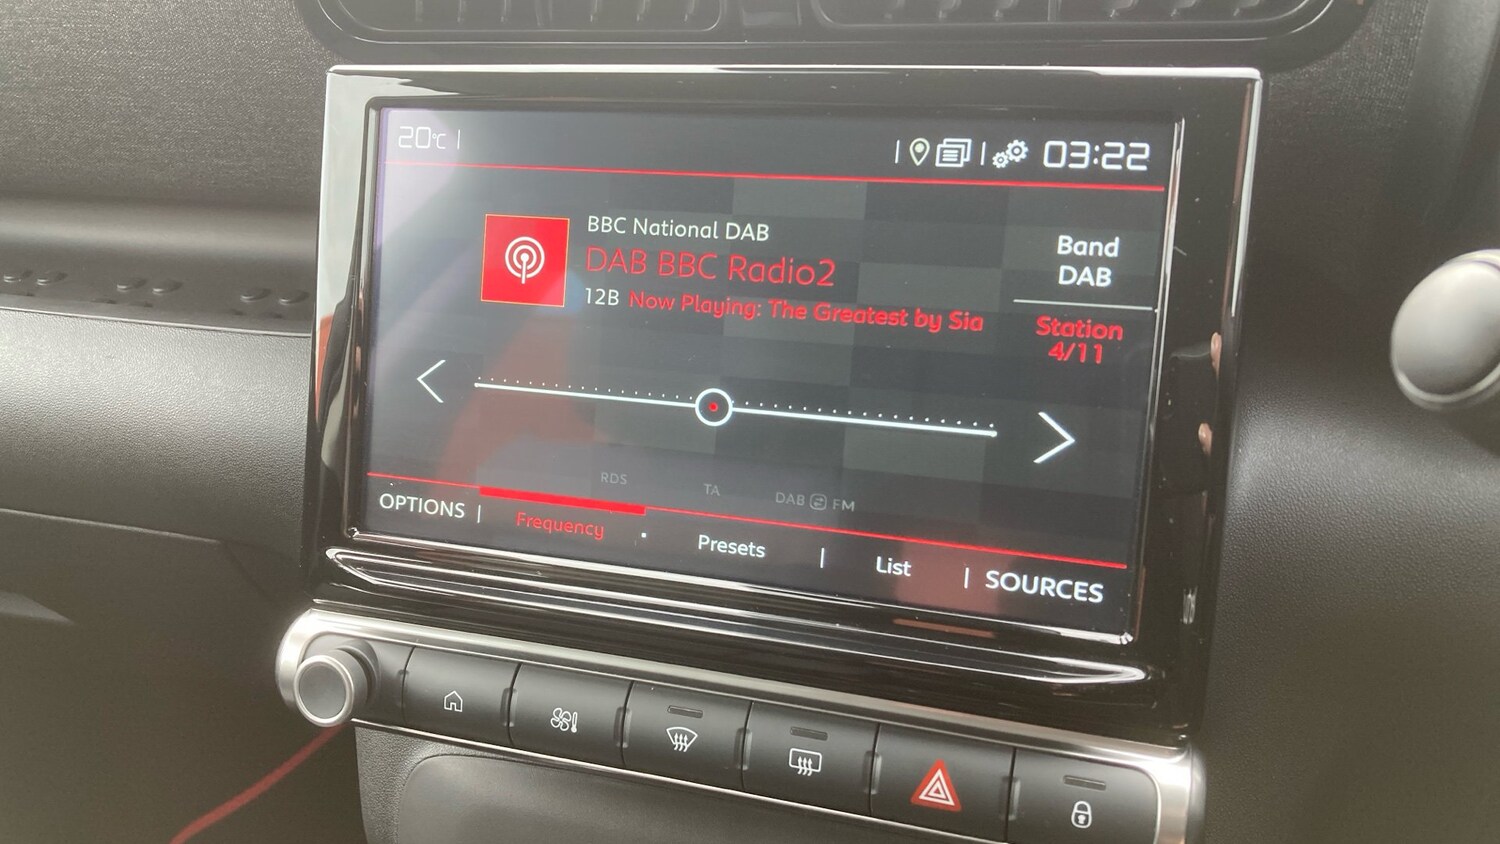 20°C
03:22
BBC National DAB
DAB BBC Radio2
12B Now Playing: The Greatest by Sia
Band
DAB
Station
4/11
RDS
TA
DAB FM
OPTIONS
Frequency
Presets
List
SOURCES